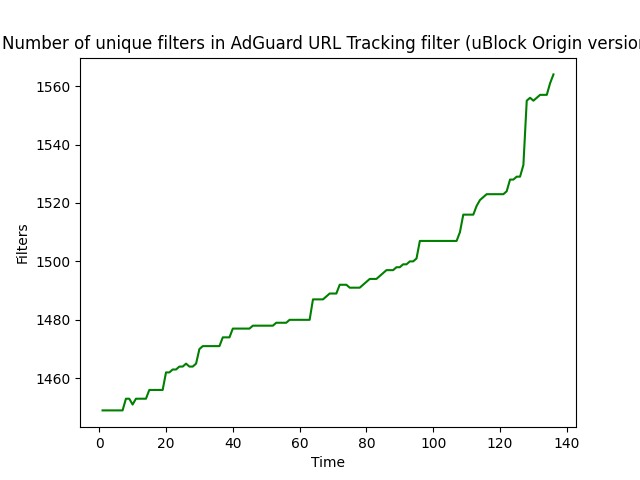 Number of unique filters in AdGuard URL Tracking filter (uBlock Origin version
1560
1540
1520
1500
1480
1460
Filters
0 20 40 60 80 100 120 140
Time